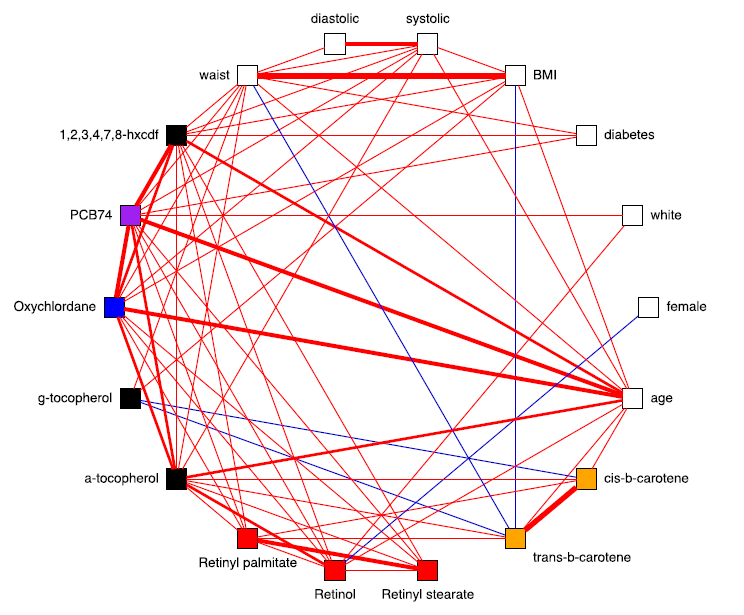 diastolic systolic
waist BMI
1,2,3,4,7,8-hxcdf diabetes
PCB74 white
Oxychlordane female
g-tocopherol age
a-tocopherol cis-b-carotene
Retinyl palmitate trans-b-carotene
Retinol Retinyl stearate